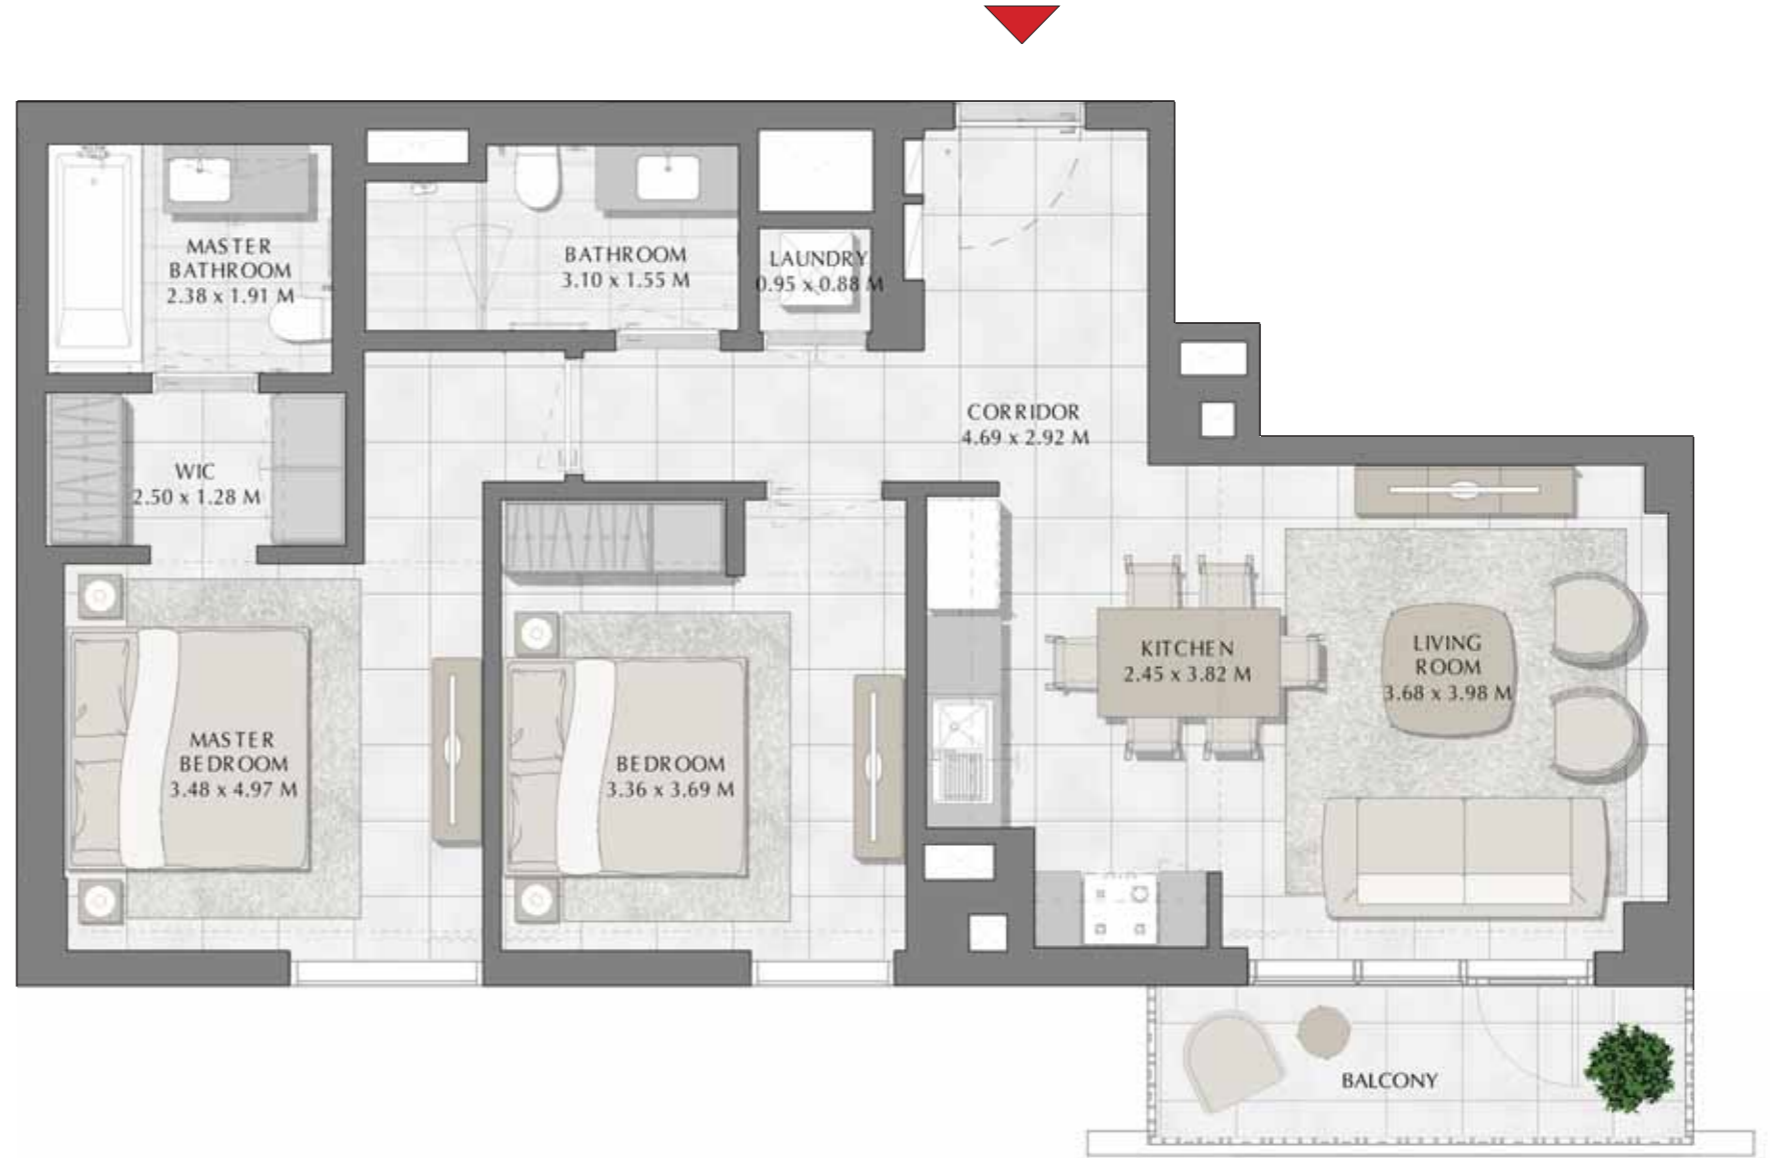 MASTER
BATHROOM
2.38 x 1.91 M
BATHROOM
3.10 x 1.55 M
LAUNDRY
0.95 x 0.88 M
CORRIDOR
4.69 x 2.92 M
WIC
2.50 x 1.28 M
MASTER
BEDROOM
3.48 x 4.97 M
BEDROOM
3.36 x 3.69 M
KITCHEN
2.45 x 3.82 M
LIVING
ROOM
3.68 x 3.98 M
BALCONY